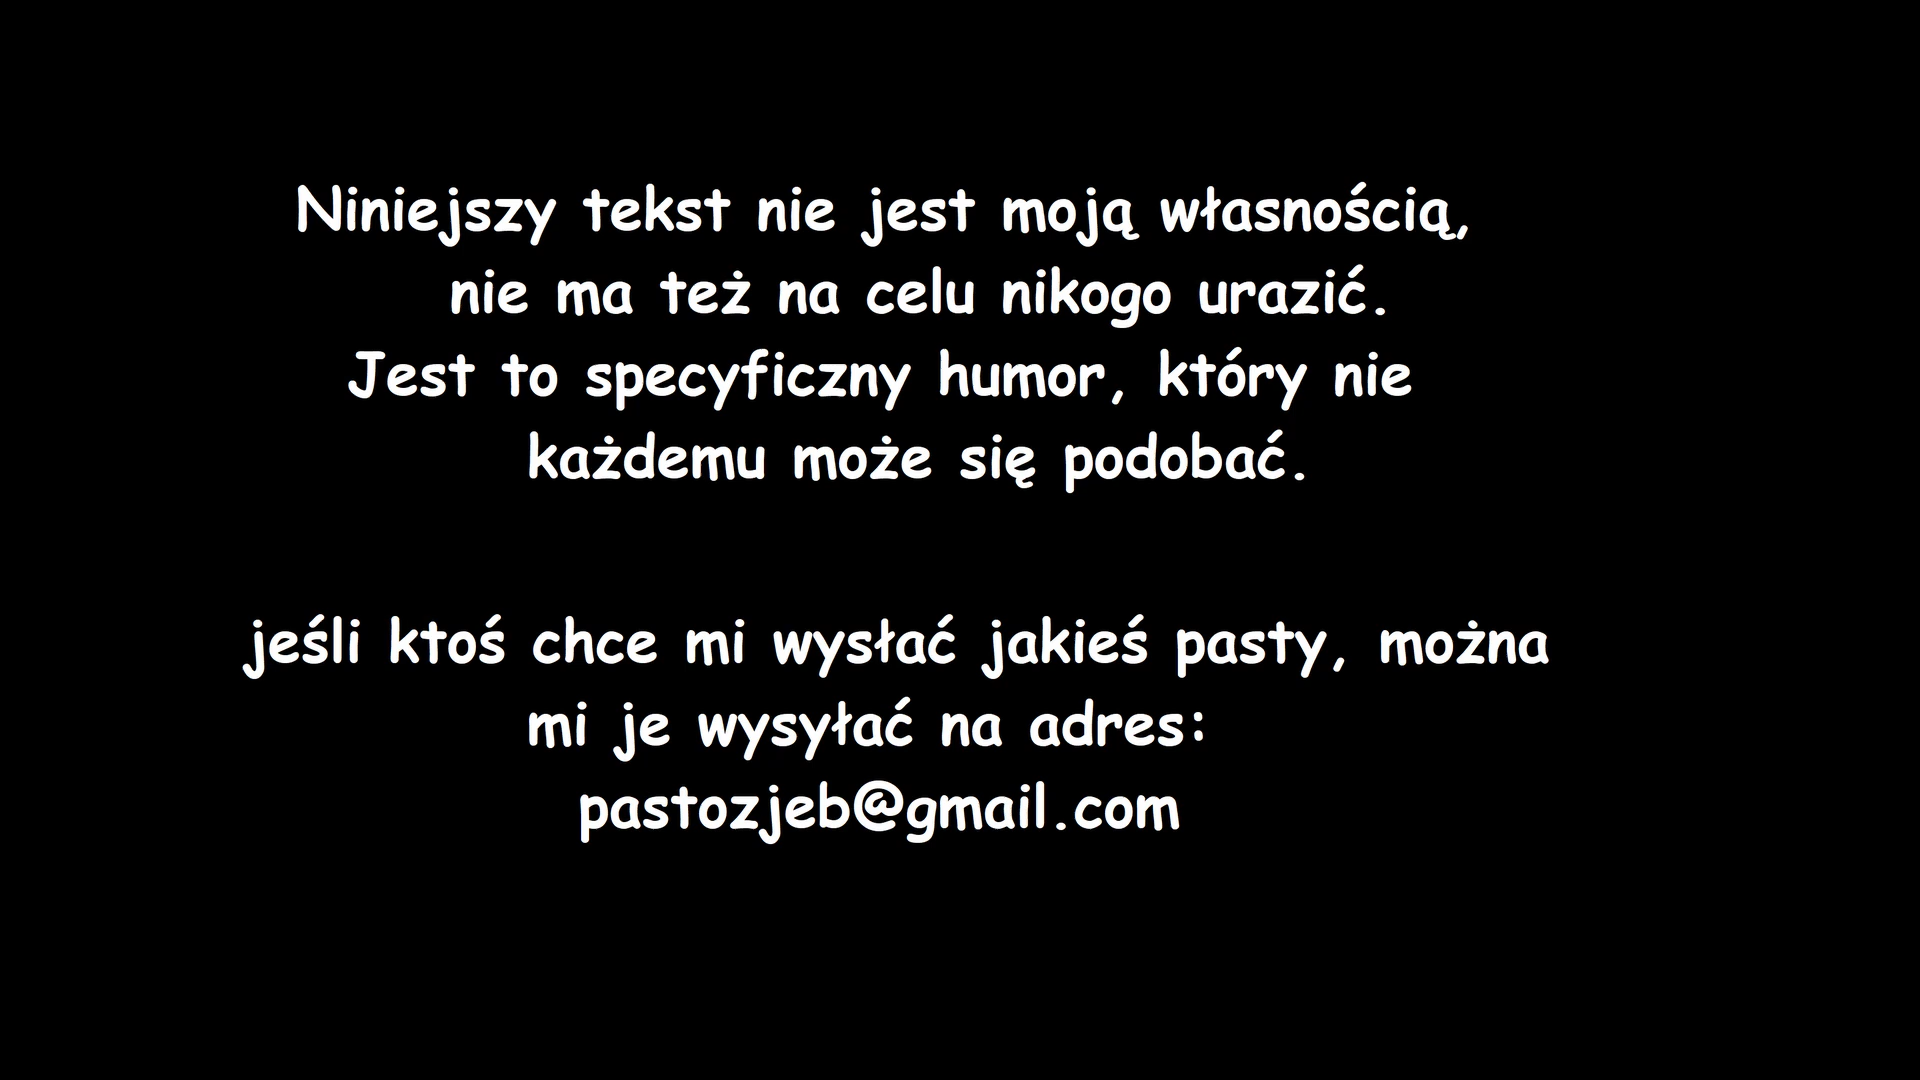 Niniejszy tekst nie jest moją własnością,
nie ma też na celu nikogo urazić.
Jest to specyficzny humor, który nie
każdemu może się podobać.
jeśli ktoś chce mi wysłać jakieś pasty, można
mi je wysyłać na adres:
pastozjeb@gmail.com